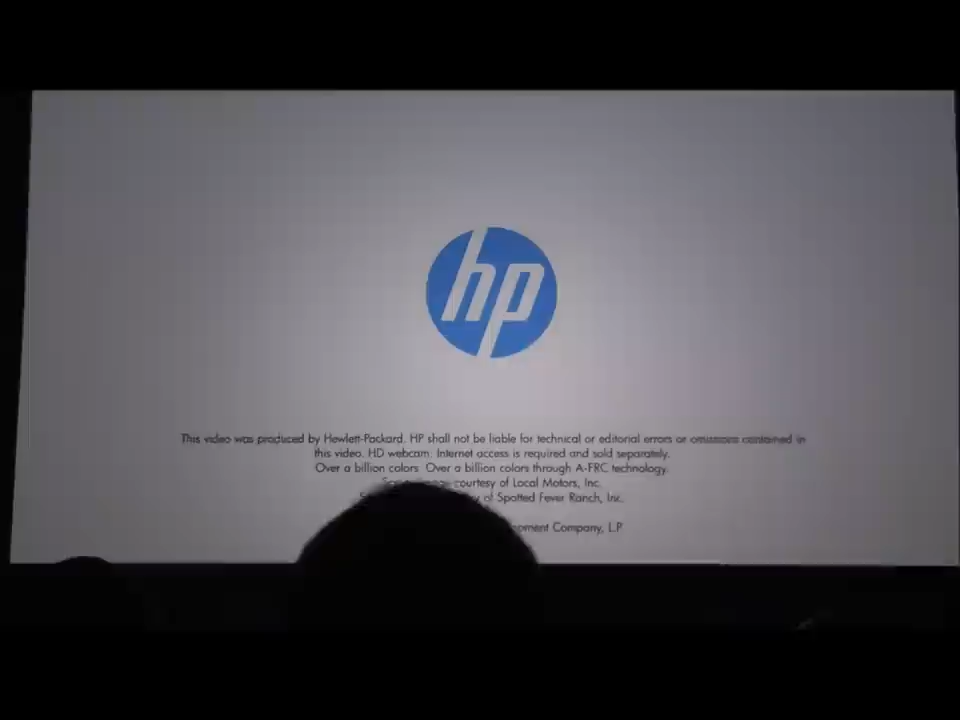 hp
This video was produced by Hewlett-Packard. HP shall not be liable for technical or editorial errors or omissions contained in
this video. HD webcam. Internet access is required and sold separately.
Over a billion colors. Over a billion colors through A-FRC technology.
courtesy of Local Motors, Inc.
of Spotted Fever Ranch, Inc.
Company, L.P.